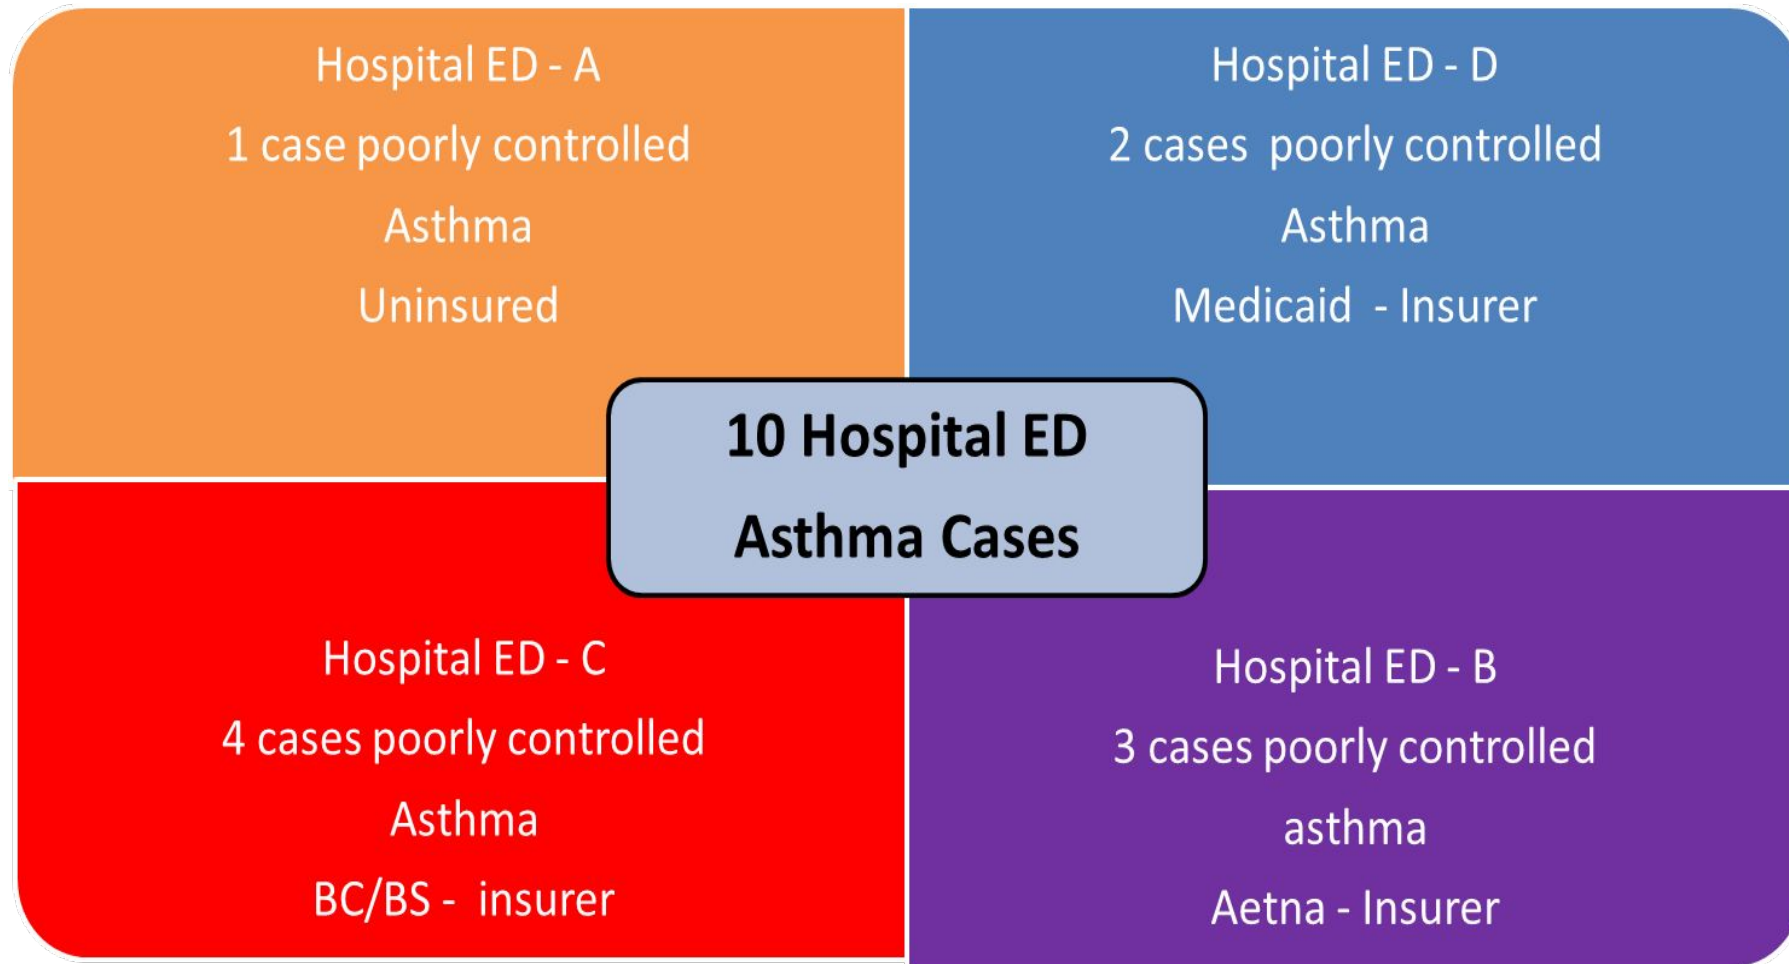 Hospital ED - A
1 case poorly controlled
Asthma
Uninsured
Hospital ED - D
2 cases  poorly controlled
Asthma
Medicaid  - Insurer
10 Hospital ED
Asthma Cases
Hospital ED - C
4 cases poorly controlled
Asthma
BC/BS -  insurer
Hospital ED - B
3 cases poorly controlled
asthma
Aetna - Insurer